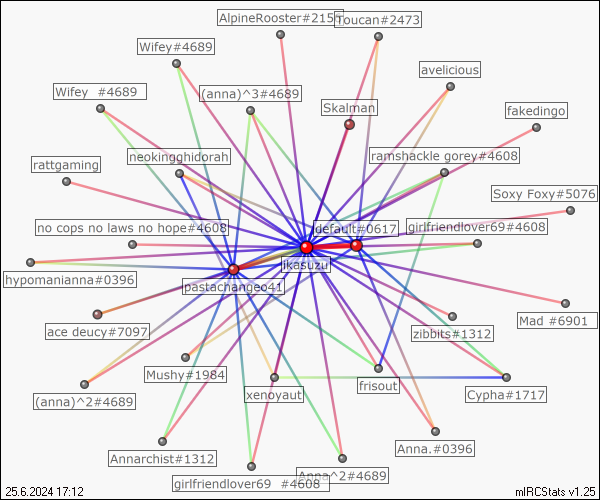 AlpineRooster#2156
Toucan#2473
Wifey#4689
avelicious
Wifey #4689
(anna)^3#4689
Skalman
fakedingo
neokingghidorah
ramshackle gorey#4608
rattgaming
Soxy Foxy#5076
no cops no laws no hope#4608
default#0617
girlfriendlover69#4608
ikasuzu
hypomanianna#0396
pastachangeo41
Mad #6901
ace deucy#7097
zibbits#1312
Mushy#1984
frisout
(anna)^2#4689
xenoyaut
Cypha#1717
Anna.#0396
Annarchist#1312
Anna^2#4689
girlfriendlover69 #4608
25.6.2024 17:12
mIRCStats v1.25